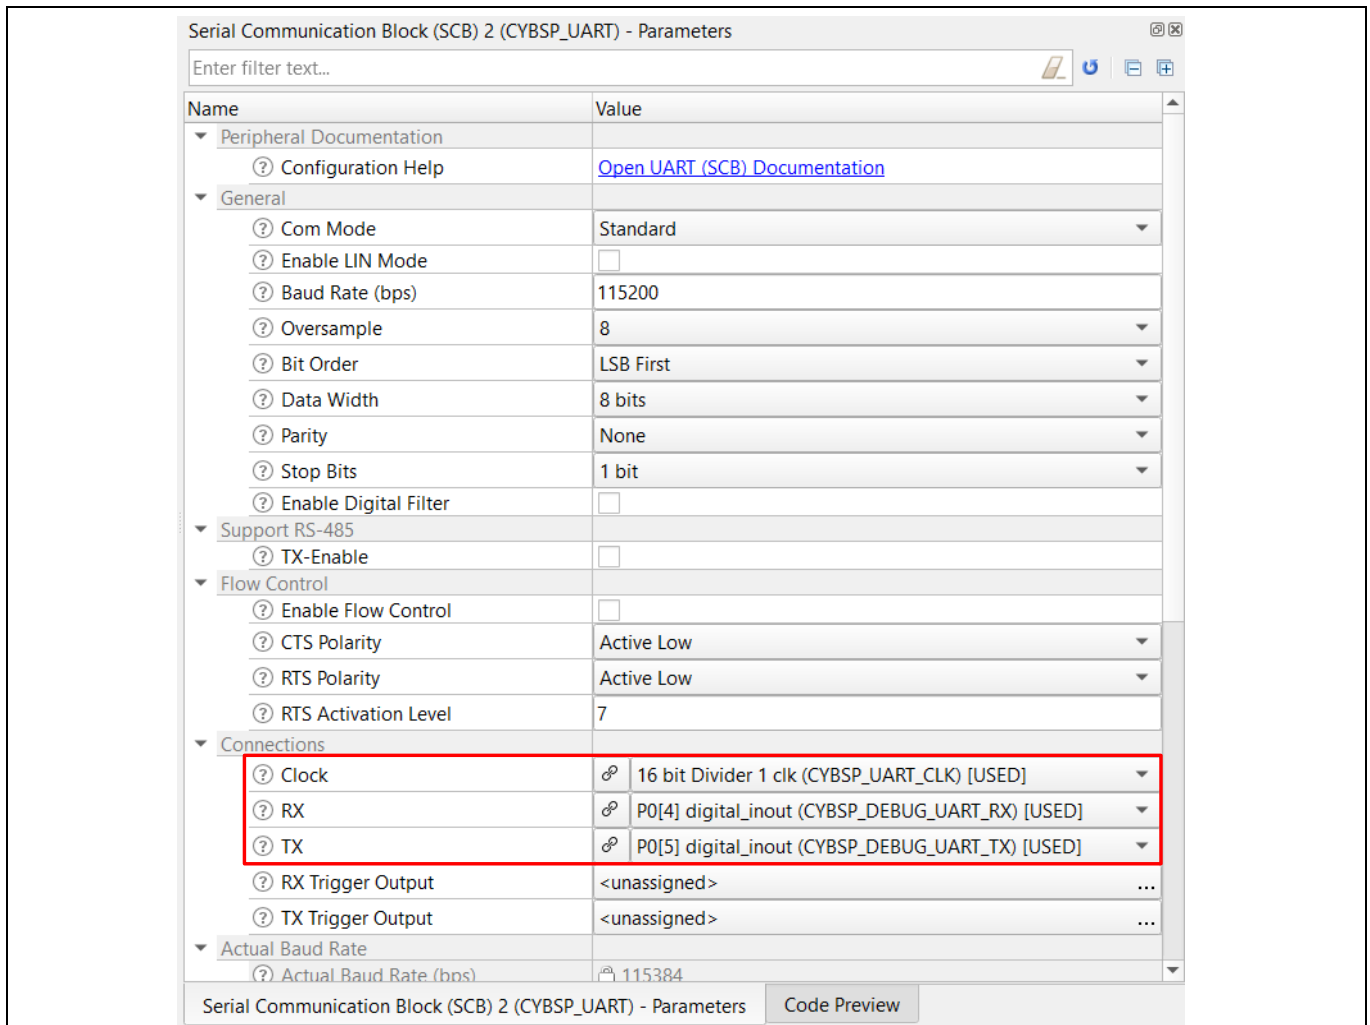 Serial Communication Block (SCB) 2 (CYBSP_UART) - Parameters
Enter filter text...
Name Value
Peripheral Documentation
Configuration Help Open UART (SCB) Documentation
General
Com Mode Standard
Enable LIN Mode
Baud Rate (bps) 115200
Oversample 8
Bit Order LSB First
Data Width 8 bits
Parity None
Stop Bits 1 bit
Enable Digital Filter
Support RS-485
TX-Enable
Flow Control
Enable Flow Control
CTS Polarity Active Low
RTS Polarity Active Low
RTS Activation Level 7
Connections
Clock 16 bit Divider 1 clk (CYBSP_UART_CLK) [USED]
RX P0[4] digital_inout (CYBSP_DEBUG_UART_RX) [USED]
TX P0[5] digital_inout (CYBSP_DEBUG_UART_TX) [USED]
RX Trigger Output <unassigned> ...
TX Trigger Output <unassigned> ...
Actual Baud Rate
Actual Baud Rate (bps) 115384
Serial Communication Block (SCB) 2 (CYBSP_UART) - Parameters Code Preview